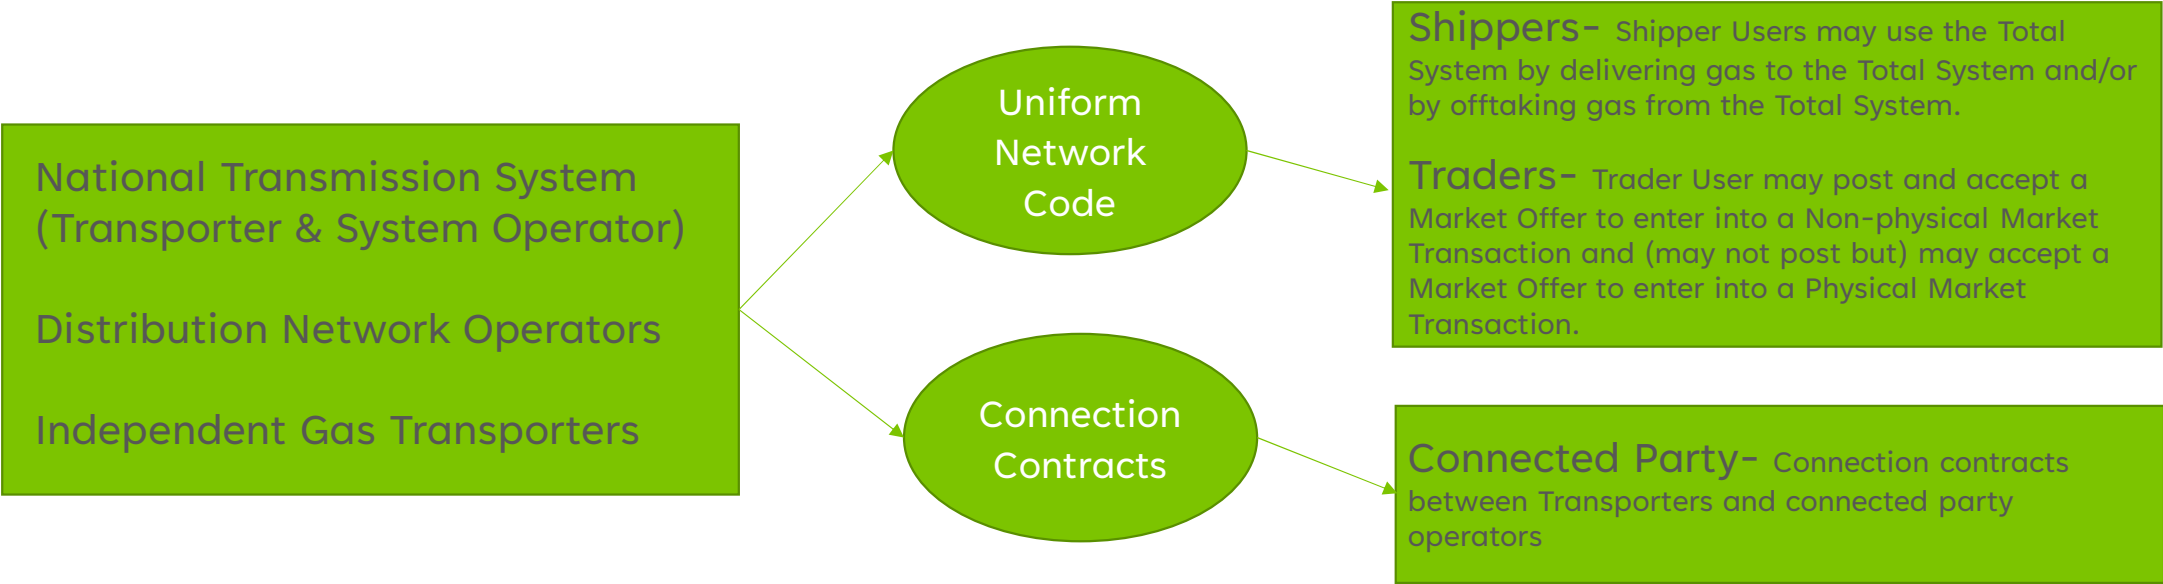 National Transmission System
(Transporter & System Operator)
Distribution Network Operators
Independent Gas Transporters
Uniform
Network
Code
Connection
Contracts
Shippers- Shipper Users may use the Total
System by delivering gas to the Total System and/or
by offtaking gas from the Total System.
Traders- Trader User may post and accept a
Market Offer to enter into a Non-physical Market
Transaction and (may not post but) may accept a
Market Offer to enter into a Physical Market
Transaction.
Connected Party- Connection contracts
between Transporters and connected party
operators